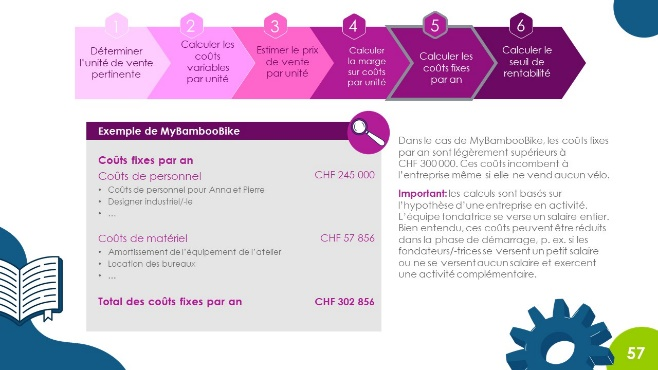 1
Déterminer
l'unité de vente
pertinente
2
Calculer les
coûts
variables
par unité
3
Estimer le prix
de vente
par unité
4
Calculer
la marge
sur coûts
par unité
5
Calculer les
coûts fixes
par an
6
Calculer le
seuil de
rentabilité
Exemple de MyBambooBike
Coûts fixes par an
Coûts de personnel CHF 245 000
• Coûts de personnel pour Anna et Pierre
• Designer industriel/-le
• ...
Coûts de matériel CHF 57 856
• Amortissement de l'équipement de l'atelier
• Location des bureaux
• ...
Total des coûts fixes par an CHF 302 856
Dans le cas de MyBambooBike, les coûts fixes
par an sont légèrement supérieurs à
CHF 300 000. Ces coûts incombent à
l'entreprise même si elle ne vend aucun vélo.
Important: les calculs sont basés sur
l'hypothèse d'une entreprise en activité.
L'équipe fondatrice se verse un salaire entier.
Bien entendu, ces coûts peuvent être réduits
dans la phase de démarrage, p. ex. si les
fondateurs/-trices se versent un petit salaire
ou ne se versent aucun salaire et exercent
une activité complémentaire.
57